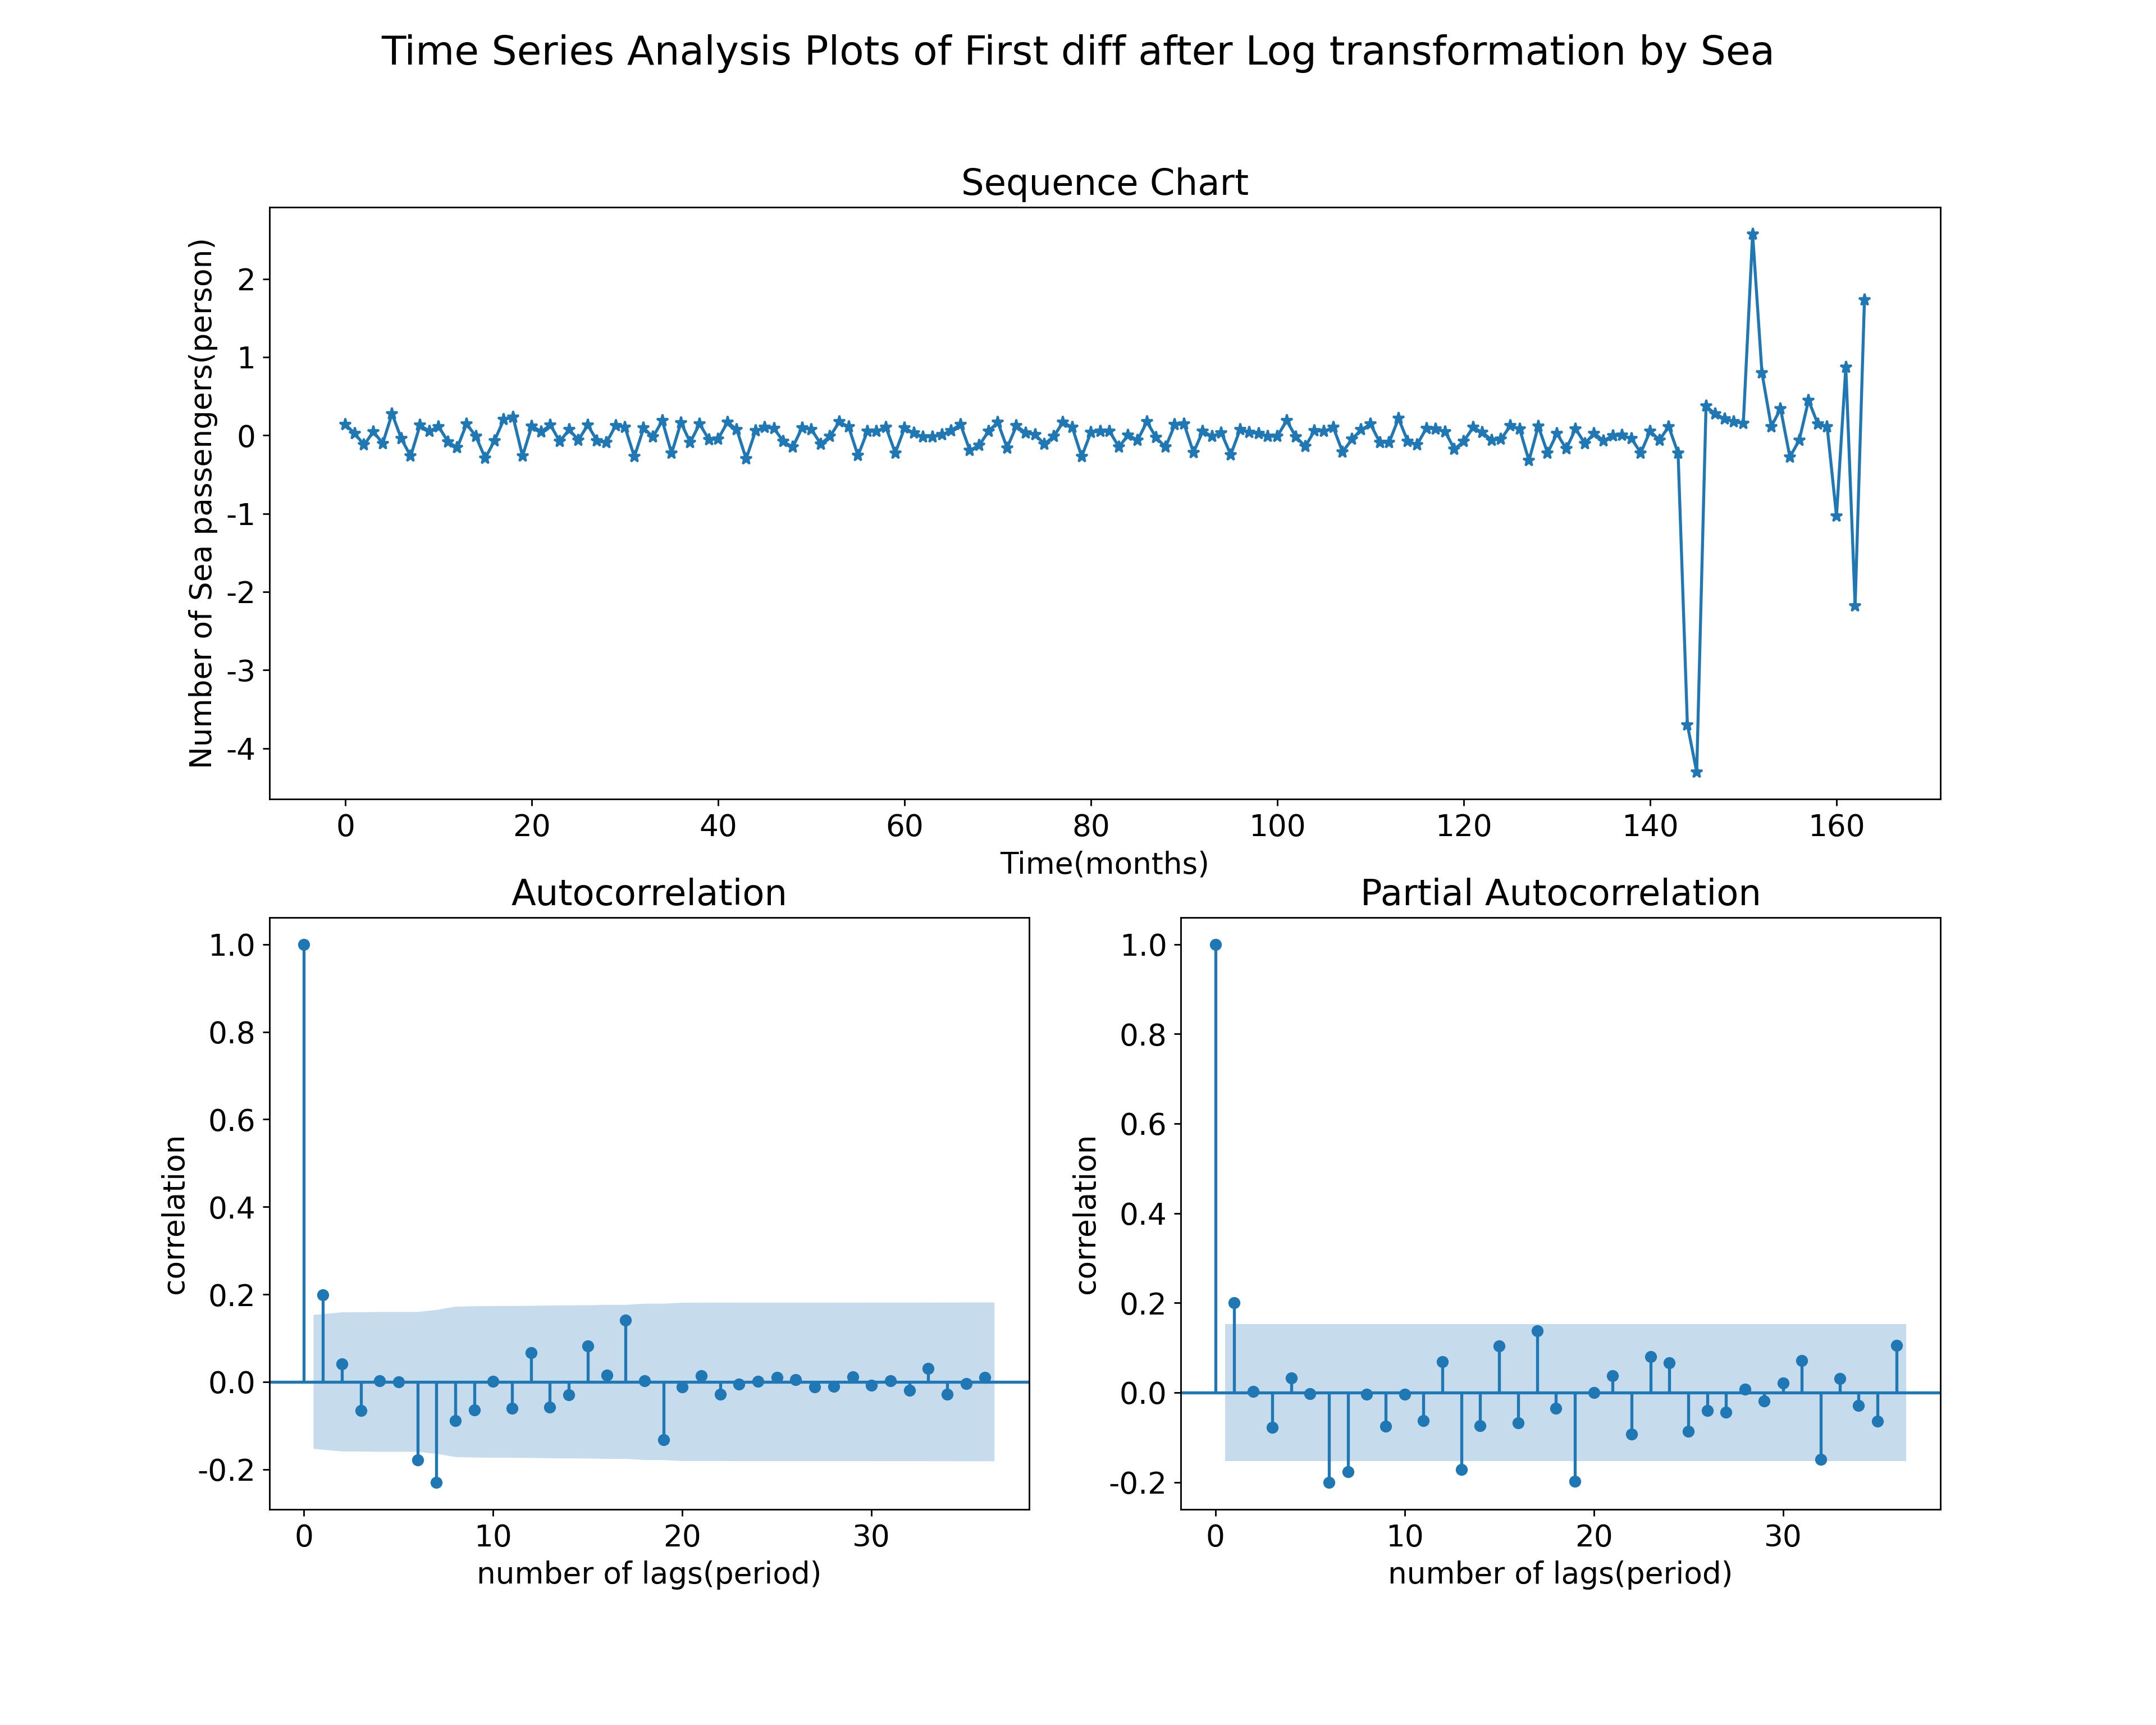 Time Series Analysis Plots of First diff after Log transformation by Sea
Sequence Chart
Number of Sea passengers(person)
2
1
0
-1
-2
-3
-4
0 20 40 60 80 100 120 140 160
Time(months)
Autocorrelation
correlation
1.0
0.8
0.6
0.4
0.2
0.0
-0.2
0 10 20 30
number of lags(period)
Partial Autocorrelation
correlation
1.0
0.8
0.6
0.4
0.2
0.0
-0.2
0 10 20 30
number of lags(period)